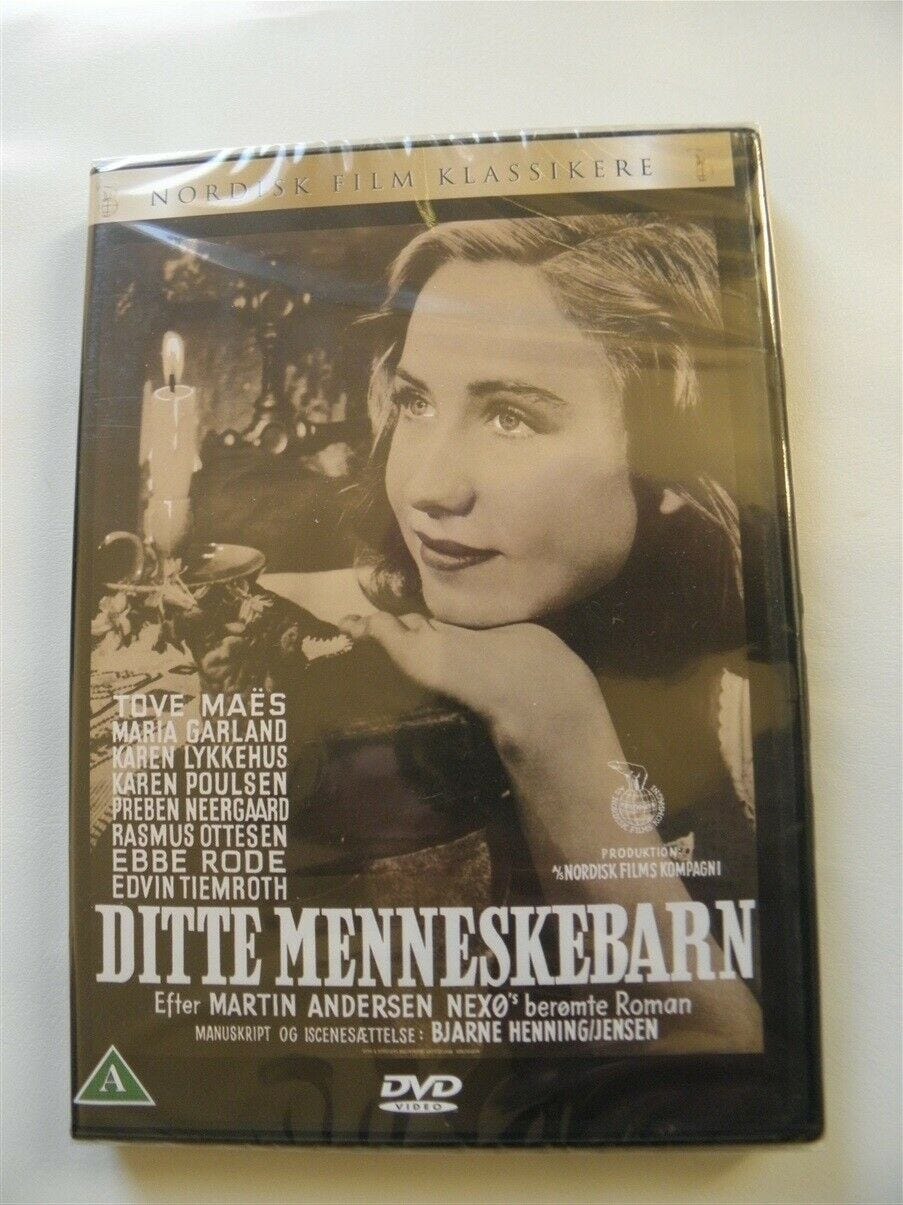 NORDISK FILM KLASSIKERE
TOVE MAËS
MARIA GARLAND
KAREN LYKKEHUS
KAREN POULSEN
PREBEN NEERGAARD
RASMUS OTTESEN
EBBE RODE
EDVIN TIEMROTH
PRODUKTION:
A/S NORDISK FILMS KOMPAGNI
DITTE MENNESKEBARN
Efter MARTIN ANDERSEN NEXØ's berømte Roman
MANUSKRIPT OG ISCENESÆTTELSE: BJARNE HENNING/JENSEN
A
DVD
VIDEO